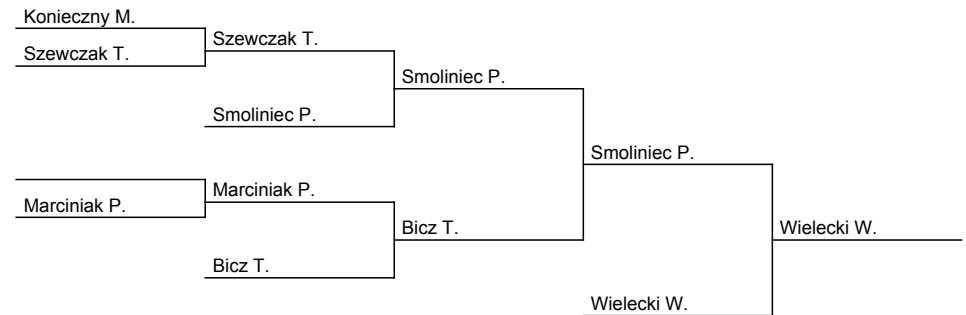 Konieczny M.
Szewczak T.
Szewczak T.
Smoliniec P.
Smoliniec P.
Smoliniec P.
Marciniak P.
Marciniak P.
Bicz T.
Wielecki W.
Bicz T.
Wielecki W.